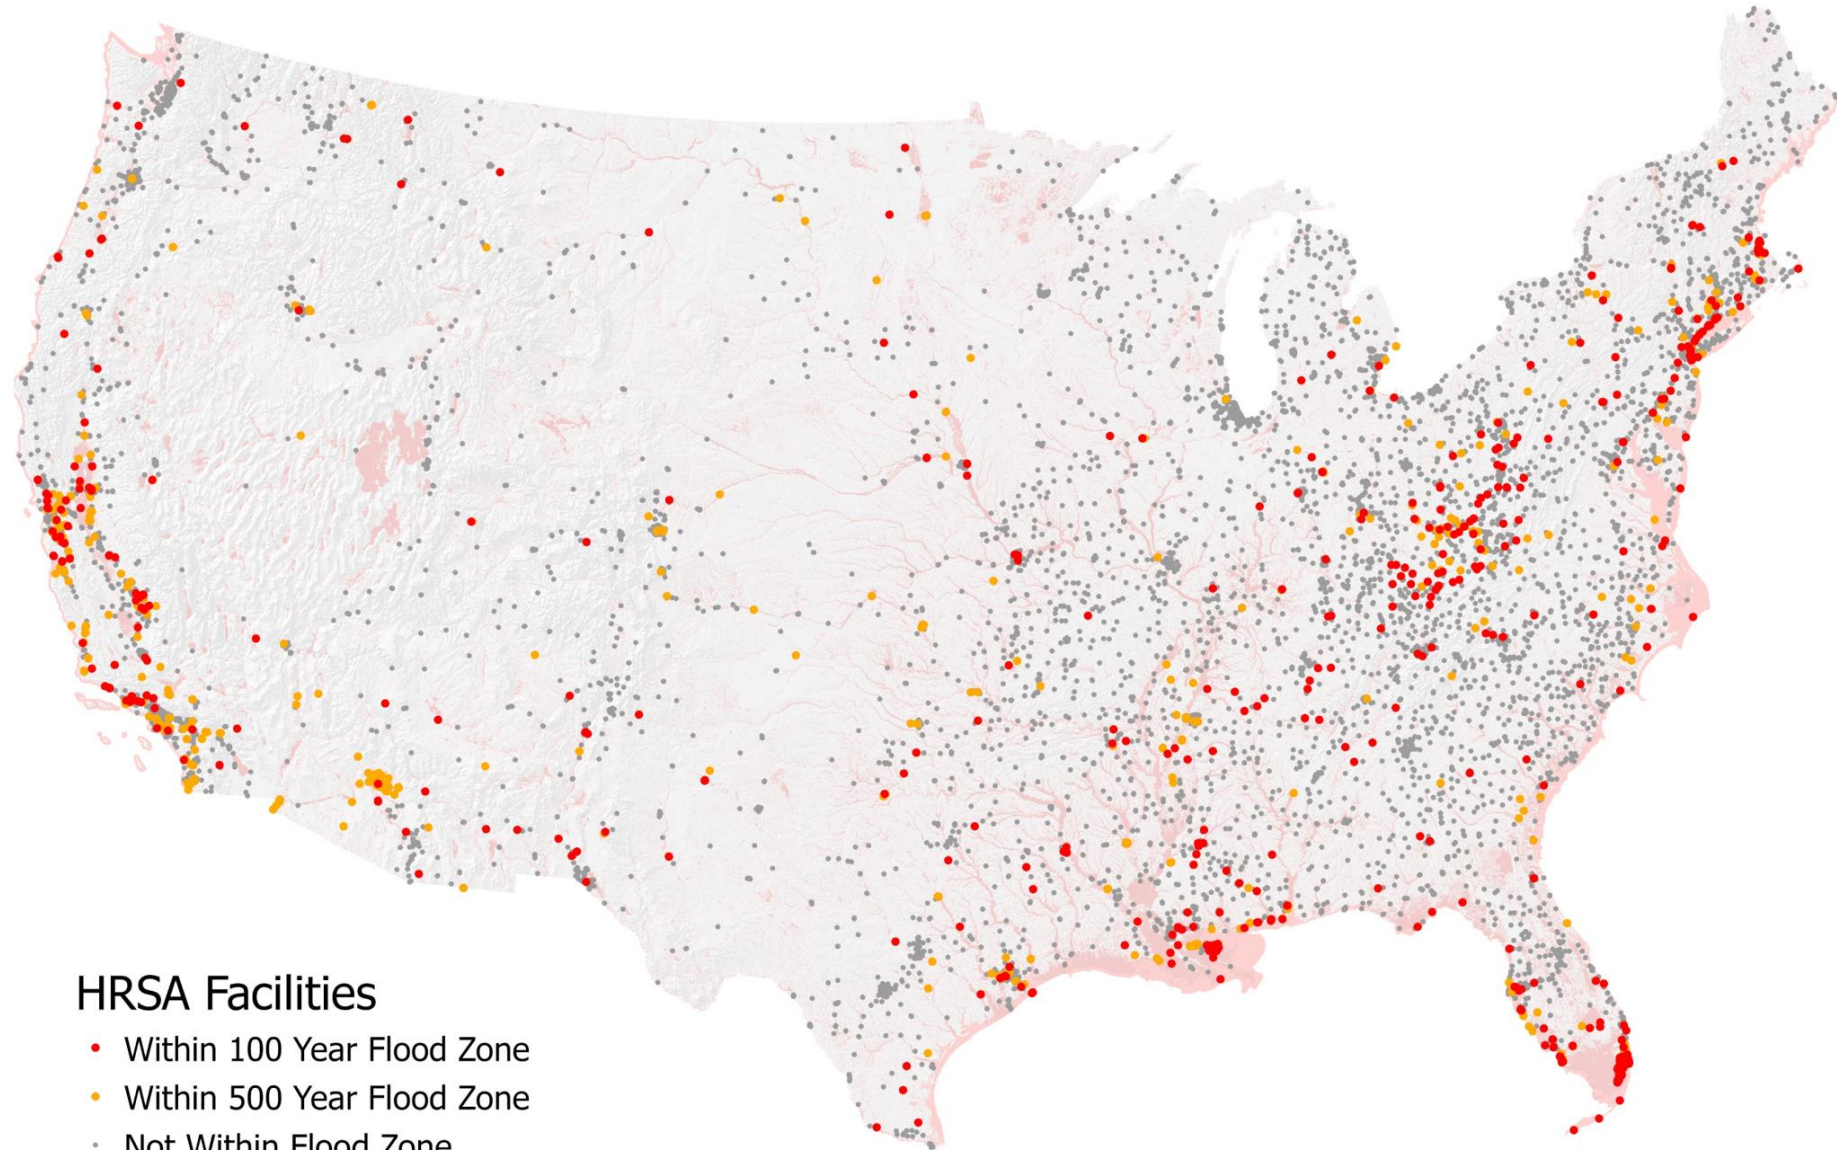 HRSA Facilities
Within 100 Year Flood Zone
Within 500 Year Flood Zone
Not Within Flood Zone